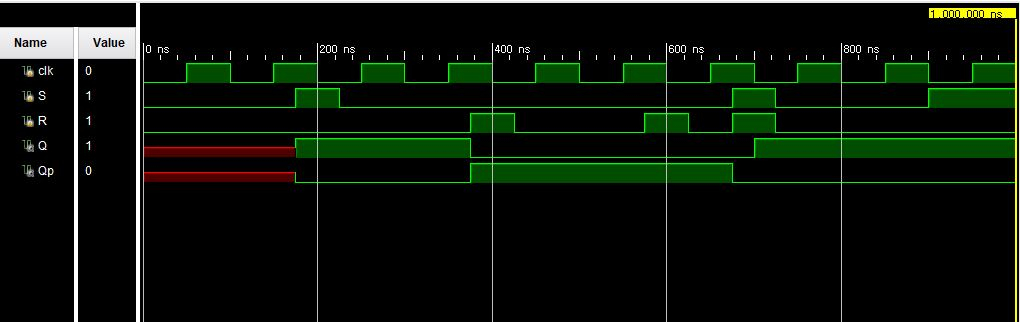 1,000.000 ns
Name Value
0 ns 200 ns 400 ns 600 ns 800 ns
clk 0
S 1
R 1
Q 1
Qp 0